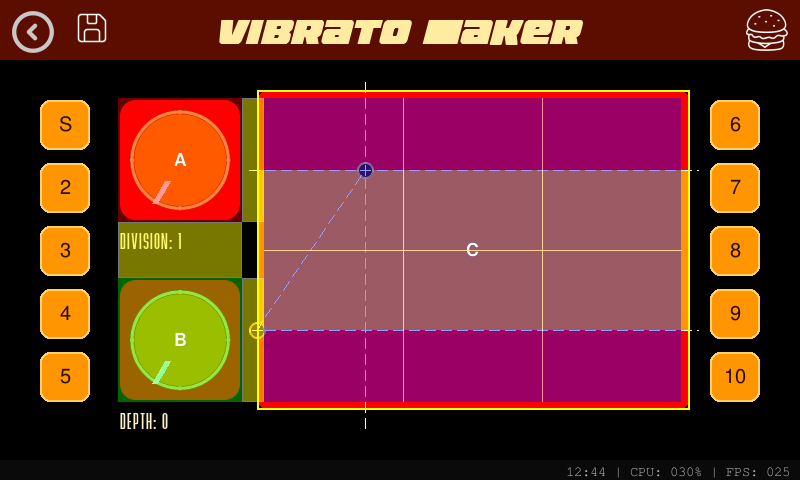 VIBRATO MAKER
S
2
3
4
5
A
DIVISION: 1
B
DEPTH: 0
C
6
7
8
9
10
12:44 | CPU: 030% | FPS: 025